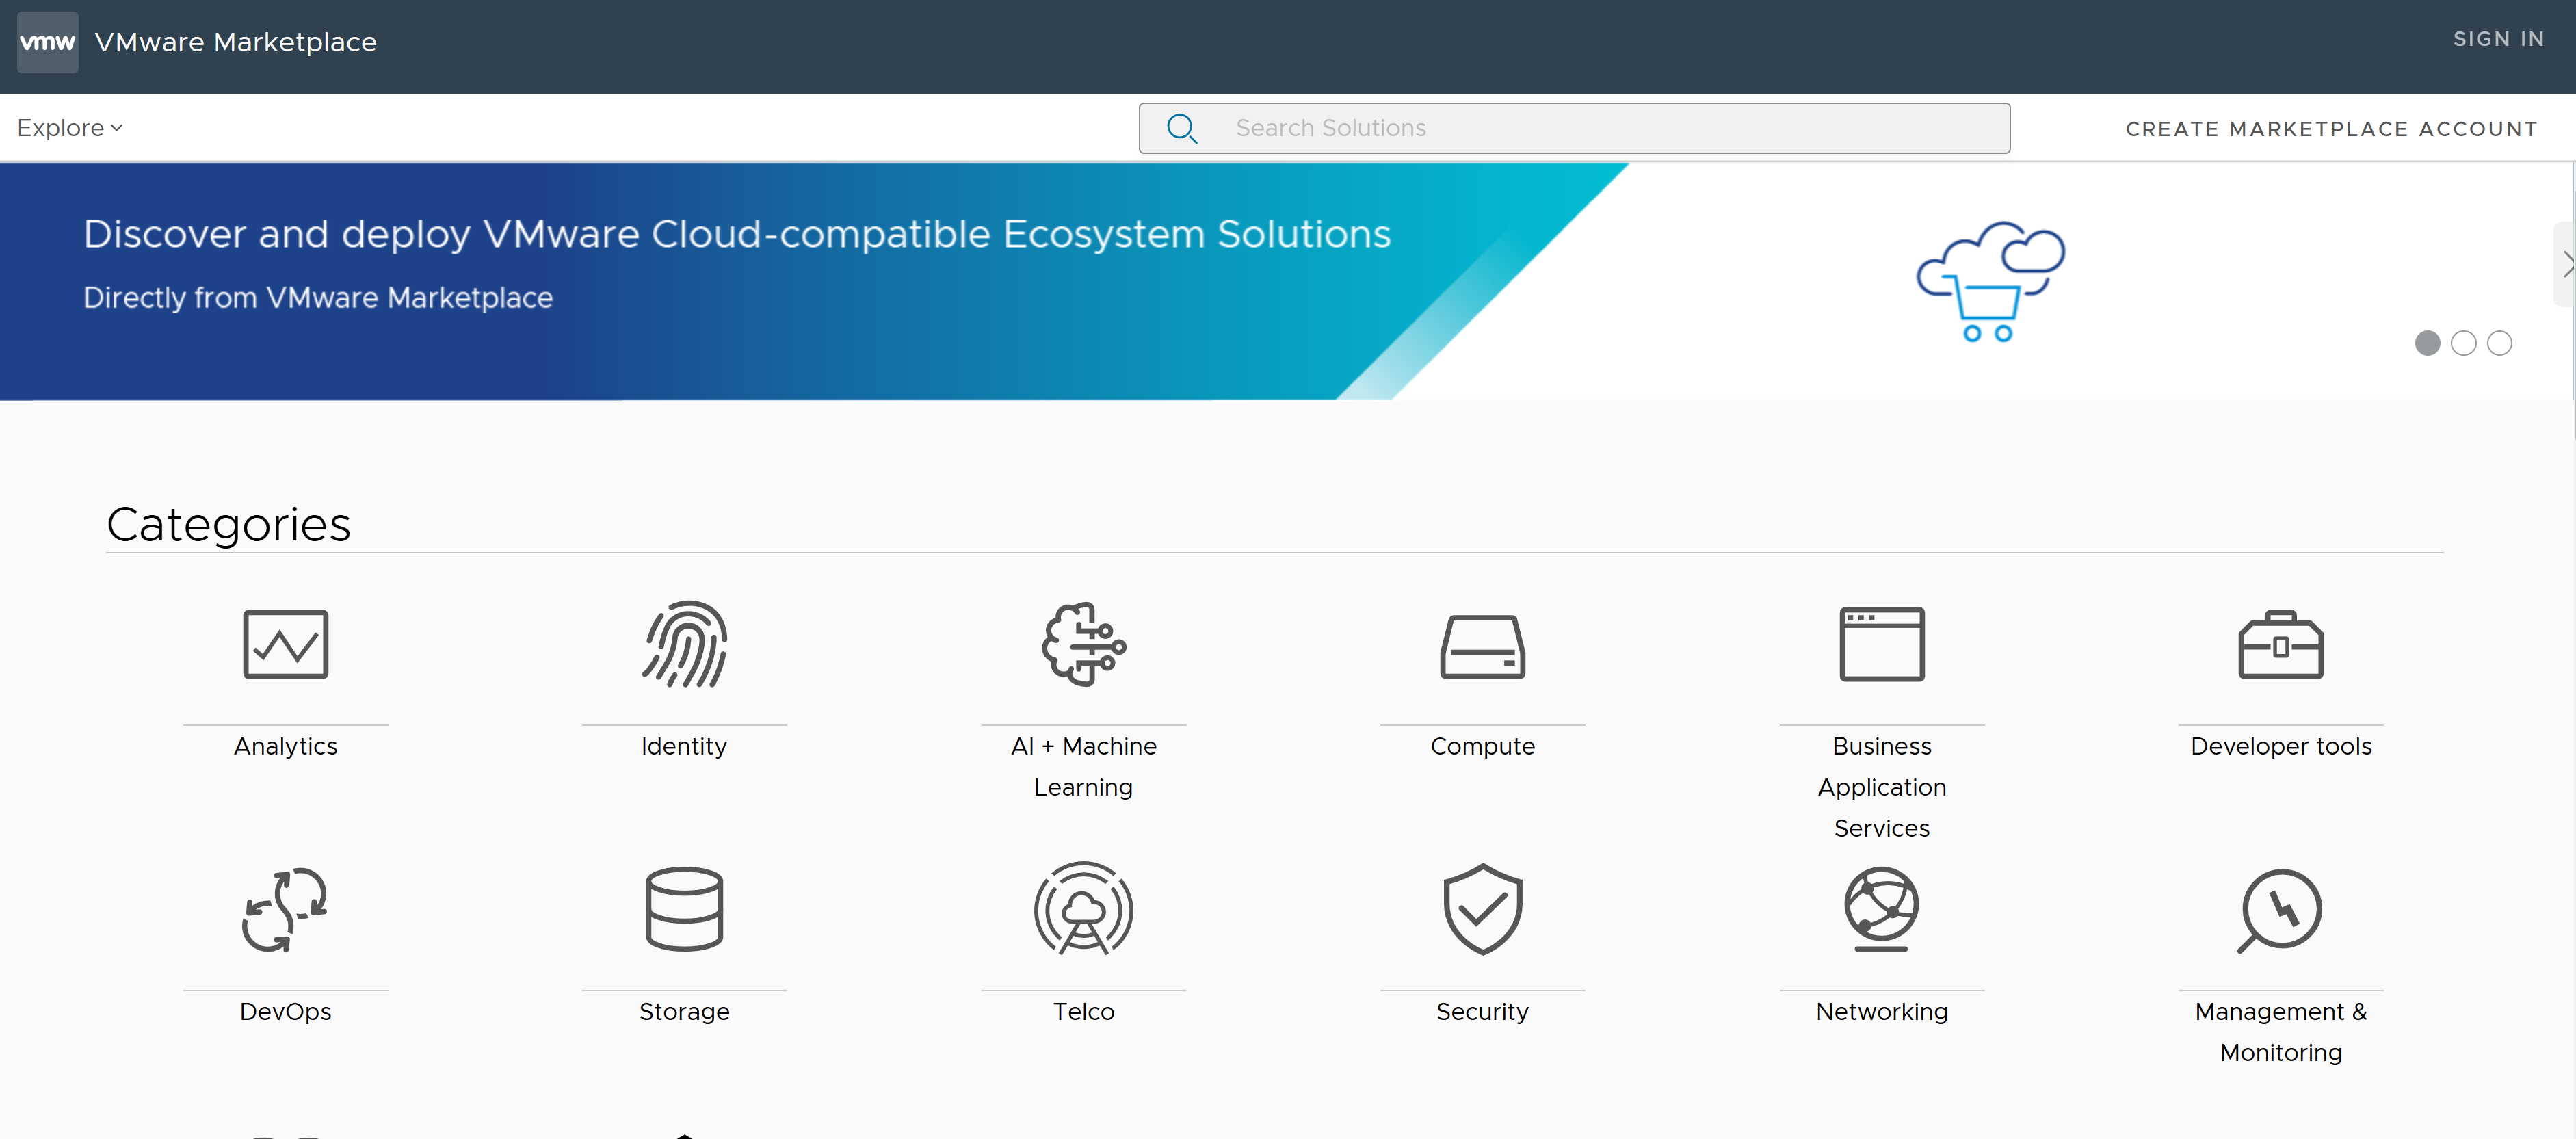 vmw VMware Marketplace
SIGN IN
Explore
Search Solutions
CREATE MARKETPLACE ACCOUNT
Discover and deploy VMware Cloud-compatible Ecosystem Solutions
Directly from VMware Marketplace
Categories
Analytics
Identity
AI + Machine
Learning
Compute
Business
Application
Services
Developer tools
DevOps
Storage
Telco
Security
Networking
Management &
Monitoring